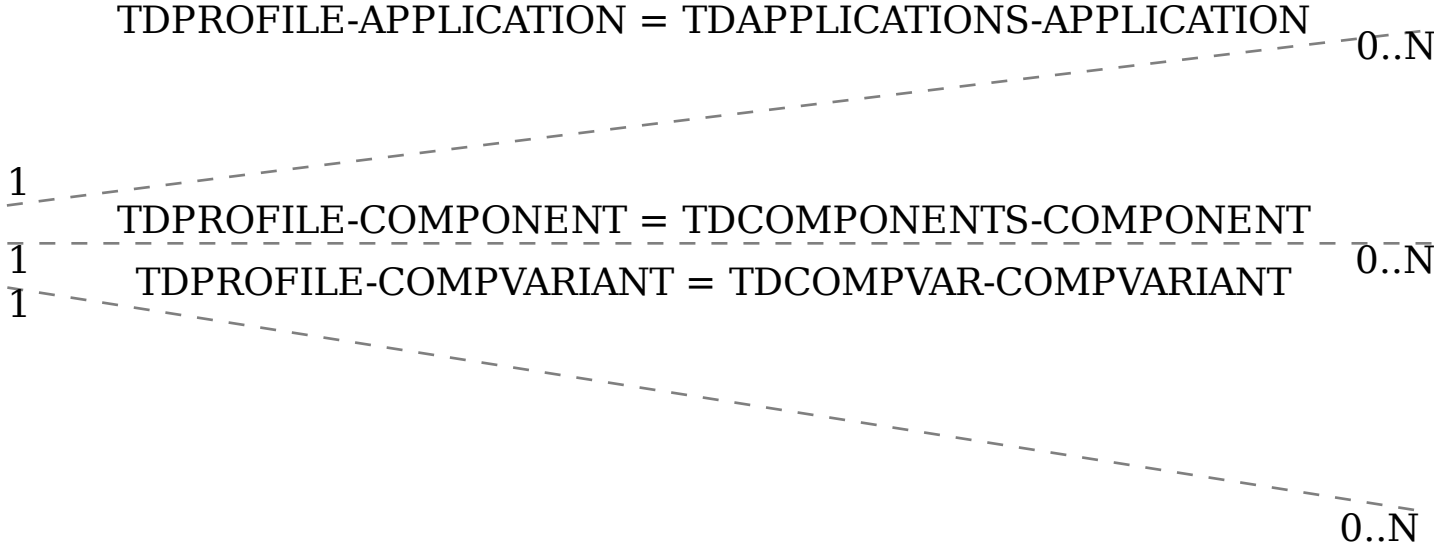 TDPROFILE-APPLICATION = TDAPPLICATIONS-APPLICATION
0..N
1
TDPROFILE-COMPONENT = TDCOMPONENTS-COMPONENT
1
0..N
TDPROFILE-COMPVARIANT = TDCOMPVAR-COMPVARIANT
1
0..N